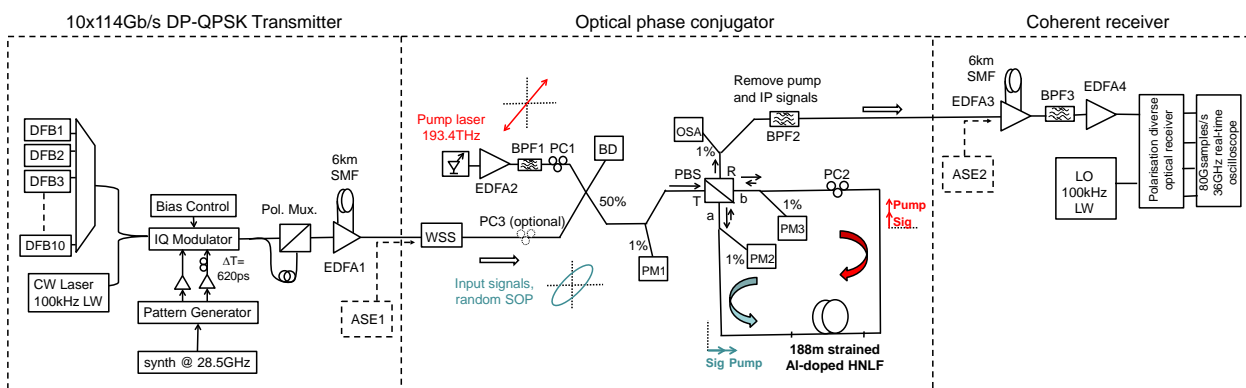 10x114Gb/s DP-QPSK Transmitter
Optical phase conjugator
Coherent receiver
DFB1
DFB2
DFB3
DFB10
CW Laser
100kHz LW
Bias Control
IQ Modulator
Pol. Mux.
ΔT=
620ps
Pattern Generator
synth @ 28.5GHz
6km
SMF
EDFA1
ASE1
WSS
Pump laser
193.4THz
EDFA2
BPF1
PC1
BD
PC3 (optional)
50%
Input signals,
random SOP
1%
PM1
OSA
1%
PBS
R
T
b
a
Remove pump
and IP signals
BPF2
PC2
1%
PM3
1%
PM2
Pump
Sig
Sig Pump
188m strained
Al-doped HNLF
6km
SMF
EDFA3
BPF3
EDFA4
ASE2
LO
100kHz
LW
Polarisation diverse
optical receiver
80Gsamples/s
36GHz real-time
oscilloscope